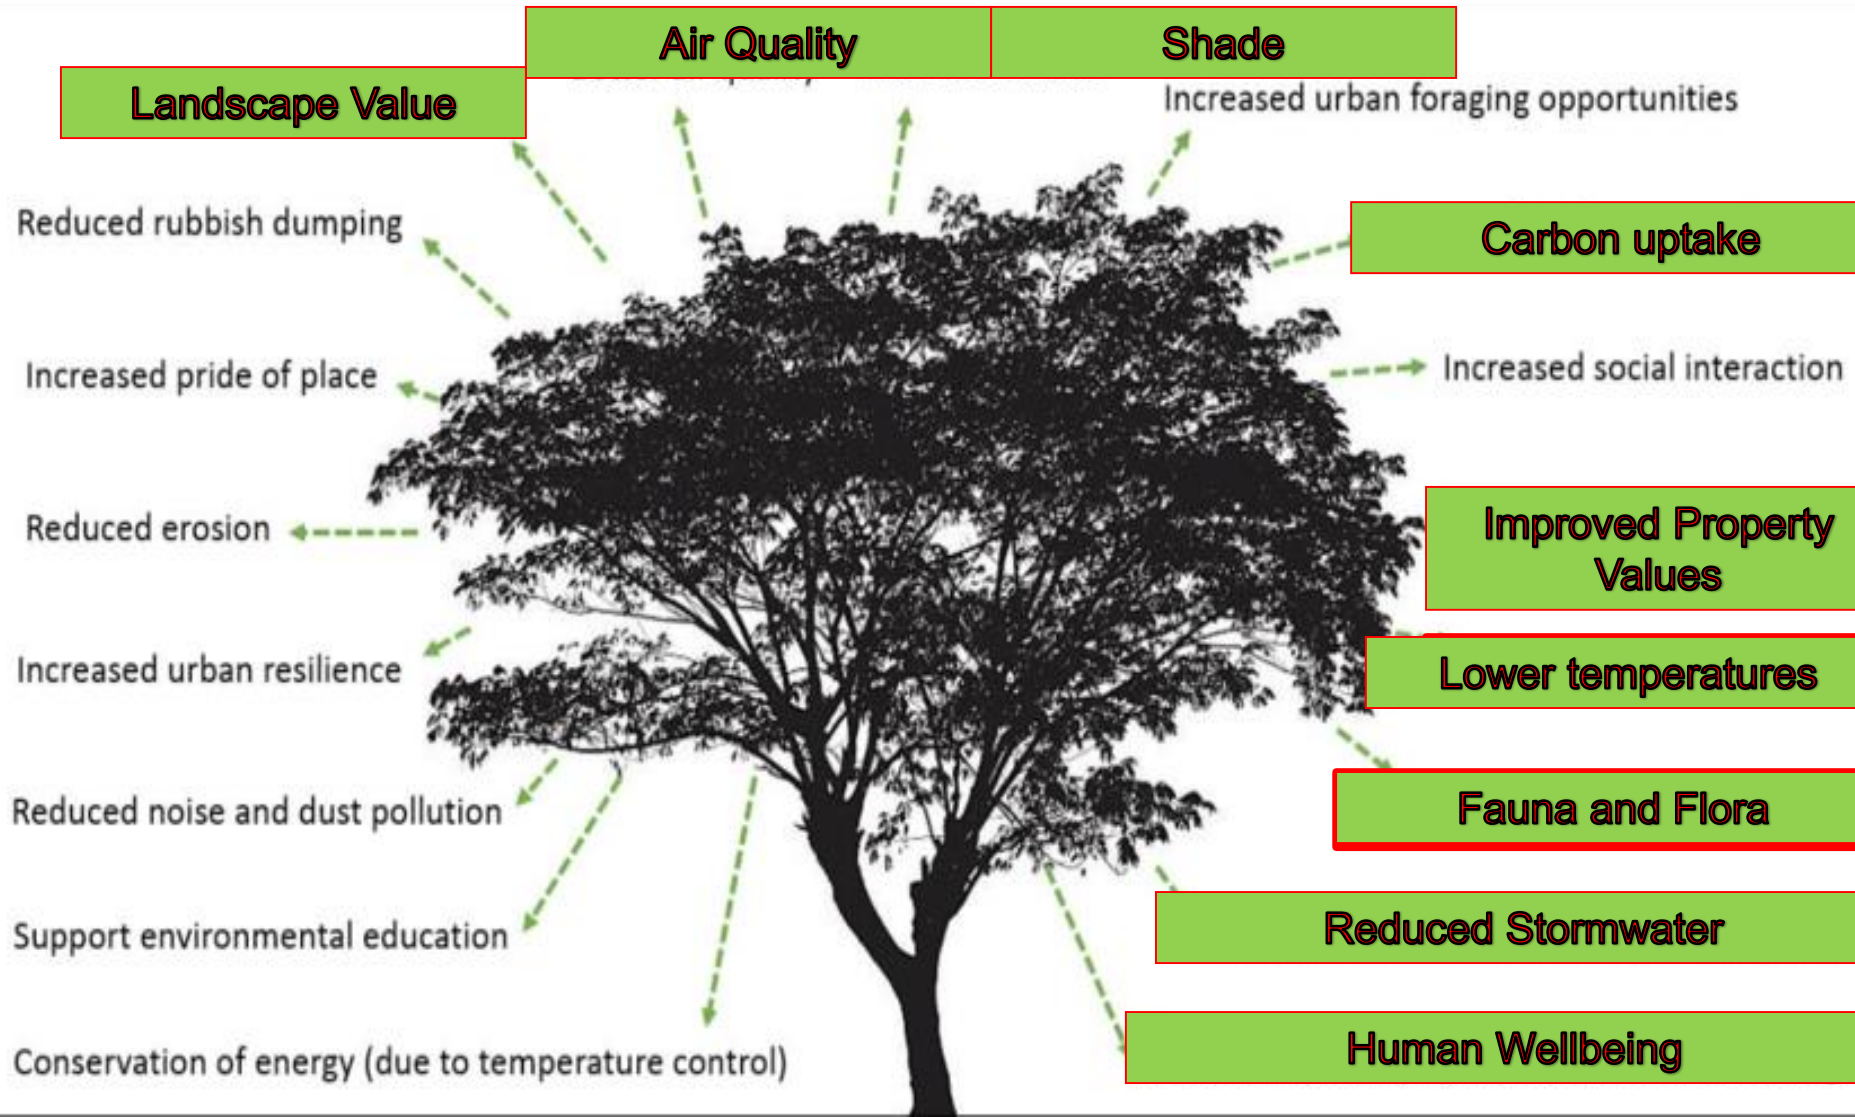 Air Quality
Shade
Landscape Value
Increased urban foraging opportunities
Reduced rubbish dumping
Carbon uptake
Increased pride of place
Increased social interaction
Reduced erosion
Improved Property
Values
Increased urban resilience
Lower temperatures
Reduced noise and dust pollution
Fauna and Flora
Support environmental education
Reduced Stormwater
Conservation of energy (due to temperature control)
Human Wellbeing